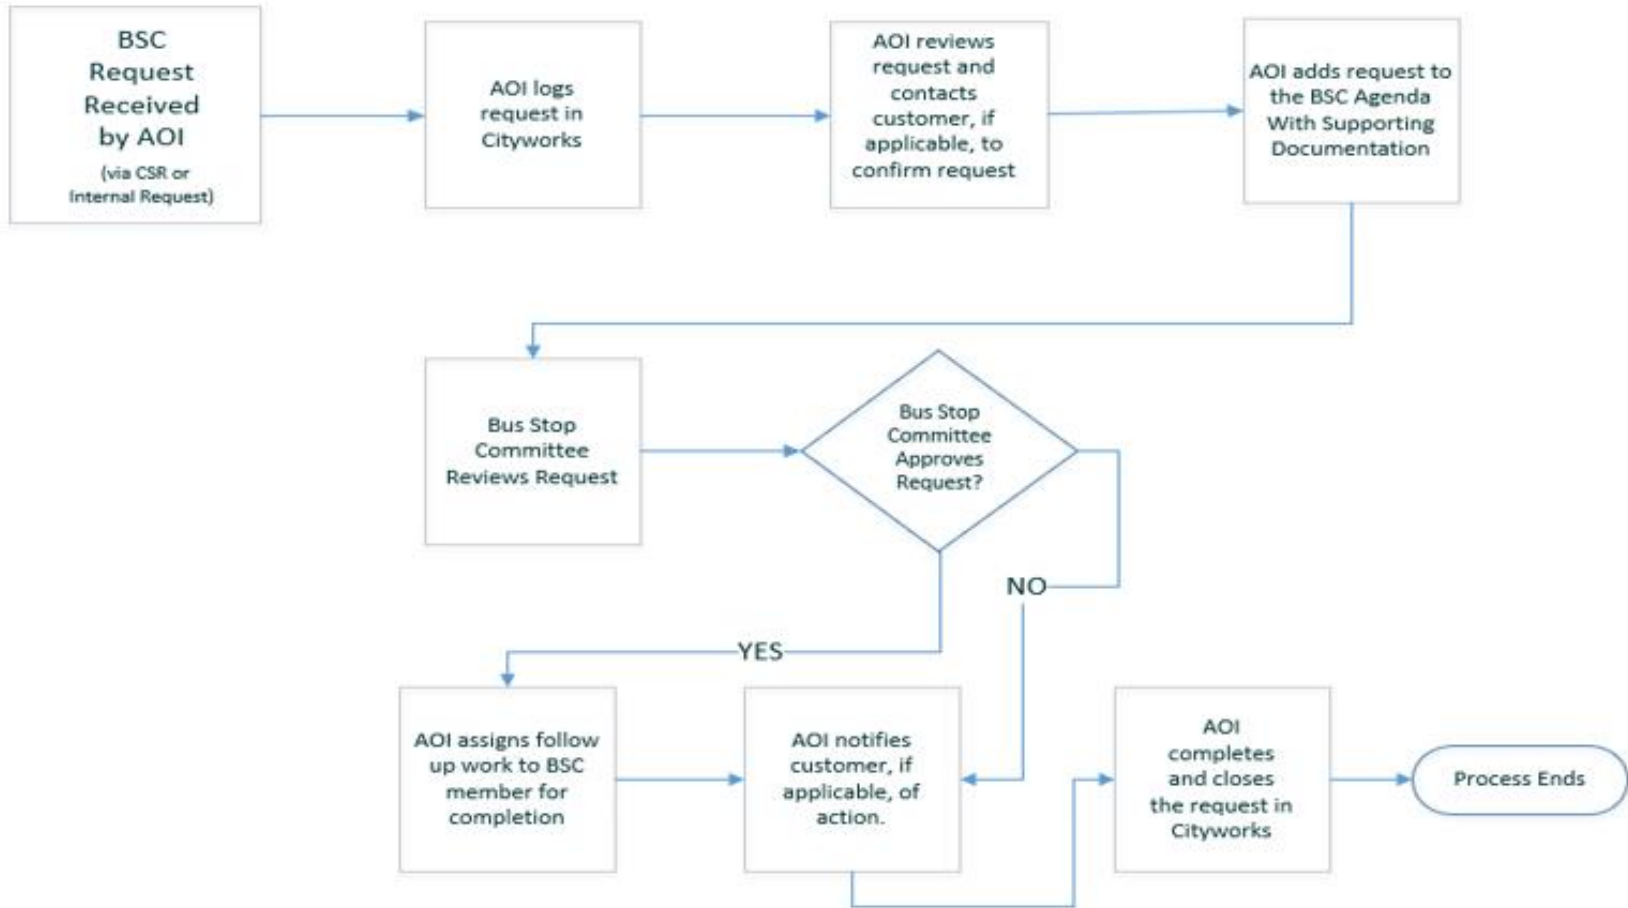 BSC
Request
Received
by AOI
(via CSR or
Internal Request)
AOI logs
request in
Cityworks
AOI reviews
request and
contacts
customer, if
applicable, to
confirm request
AOI adds request to
the BSC Agenda
With Supporting
Documentation
Bus Stop
Committee
Reviews Request
Bus Stop
Committee
Approves
Request?
NO
YES
AOI assigns follow
up work to BSC
member for
completion
AOI notifies
customer, if
applicable, of
action.
AOI
completes
and closes
the request in
Cityworks
Process Ends